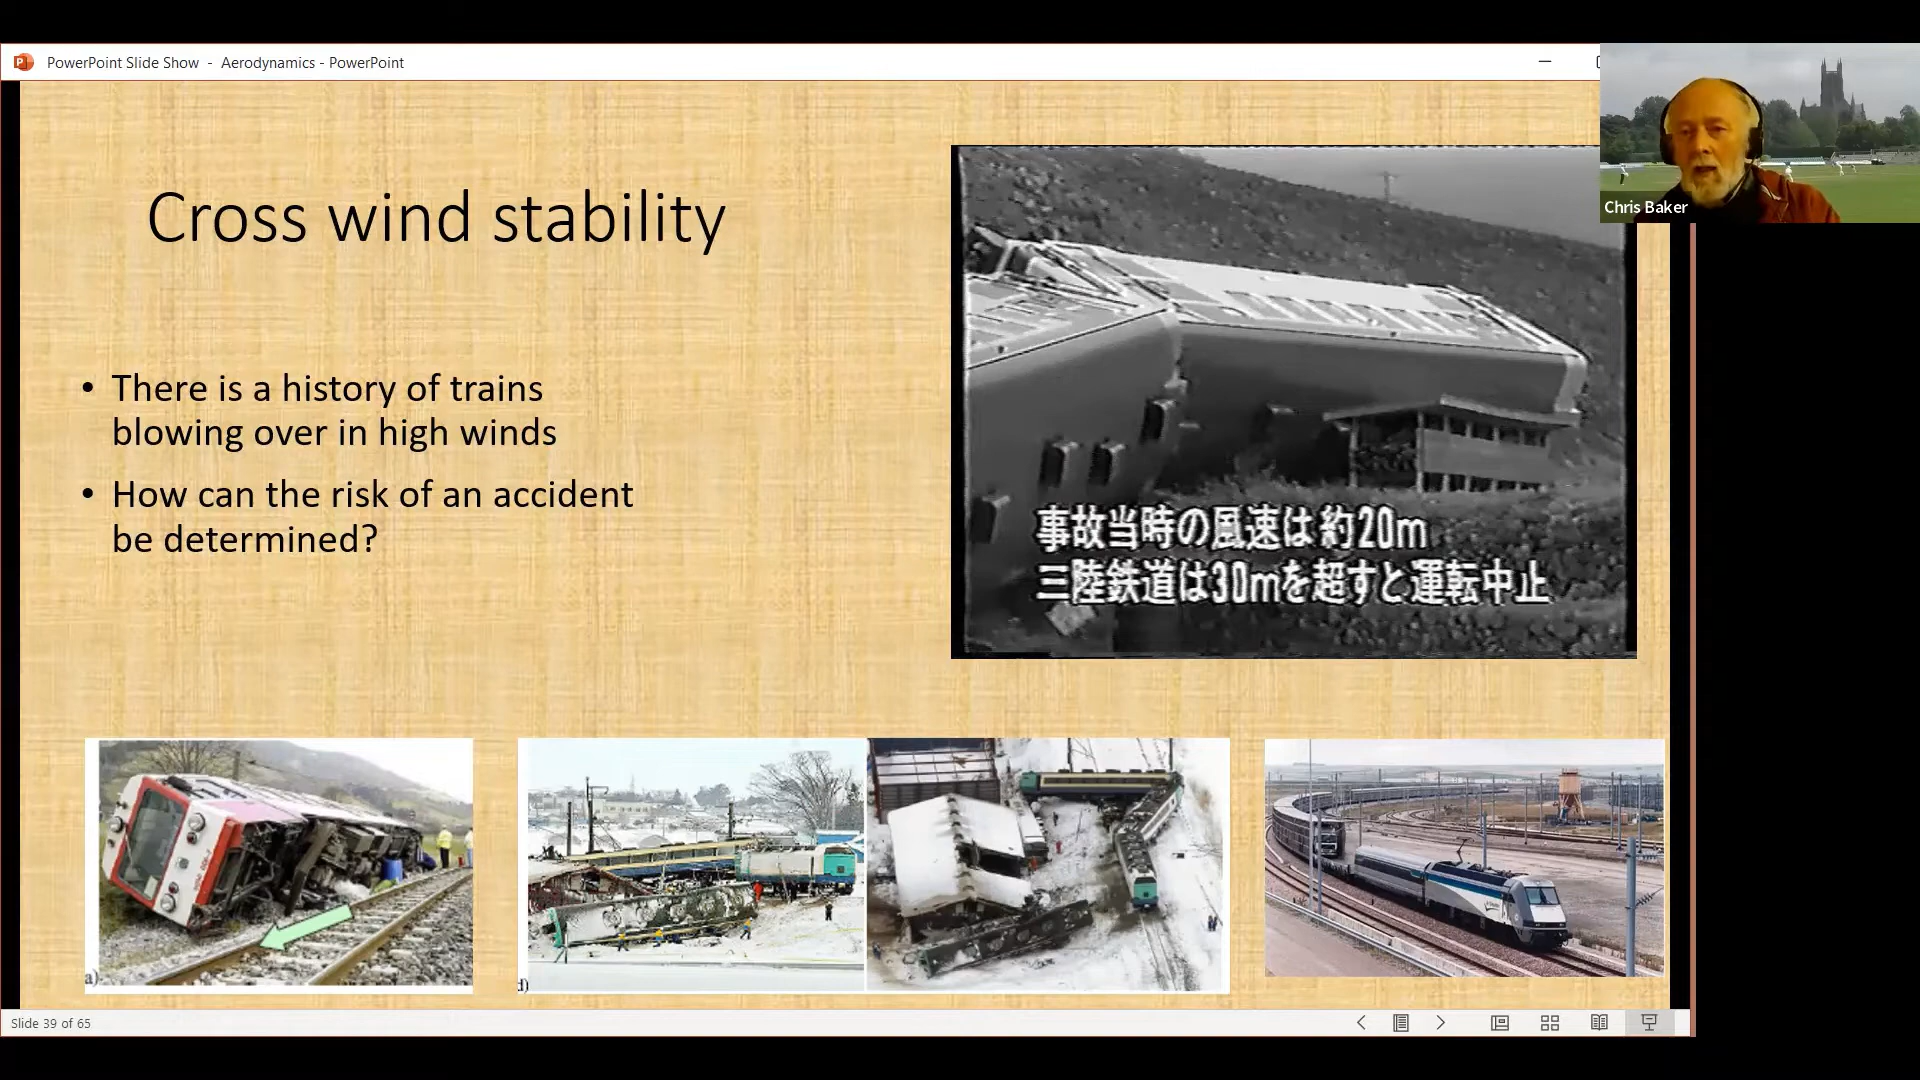 PowerPoint Slide Show - Aerodynamics - PowerPoint
Chris Baker
Cross wind stability
• There is a history of trains
blowing over in high winds
• How can the risk of an accident
be determined?
事故当時の風速は約20m
三陸鉄道は30mを超すと運転中止
a)
d)
Slide 39 of 65